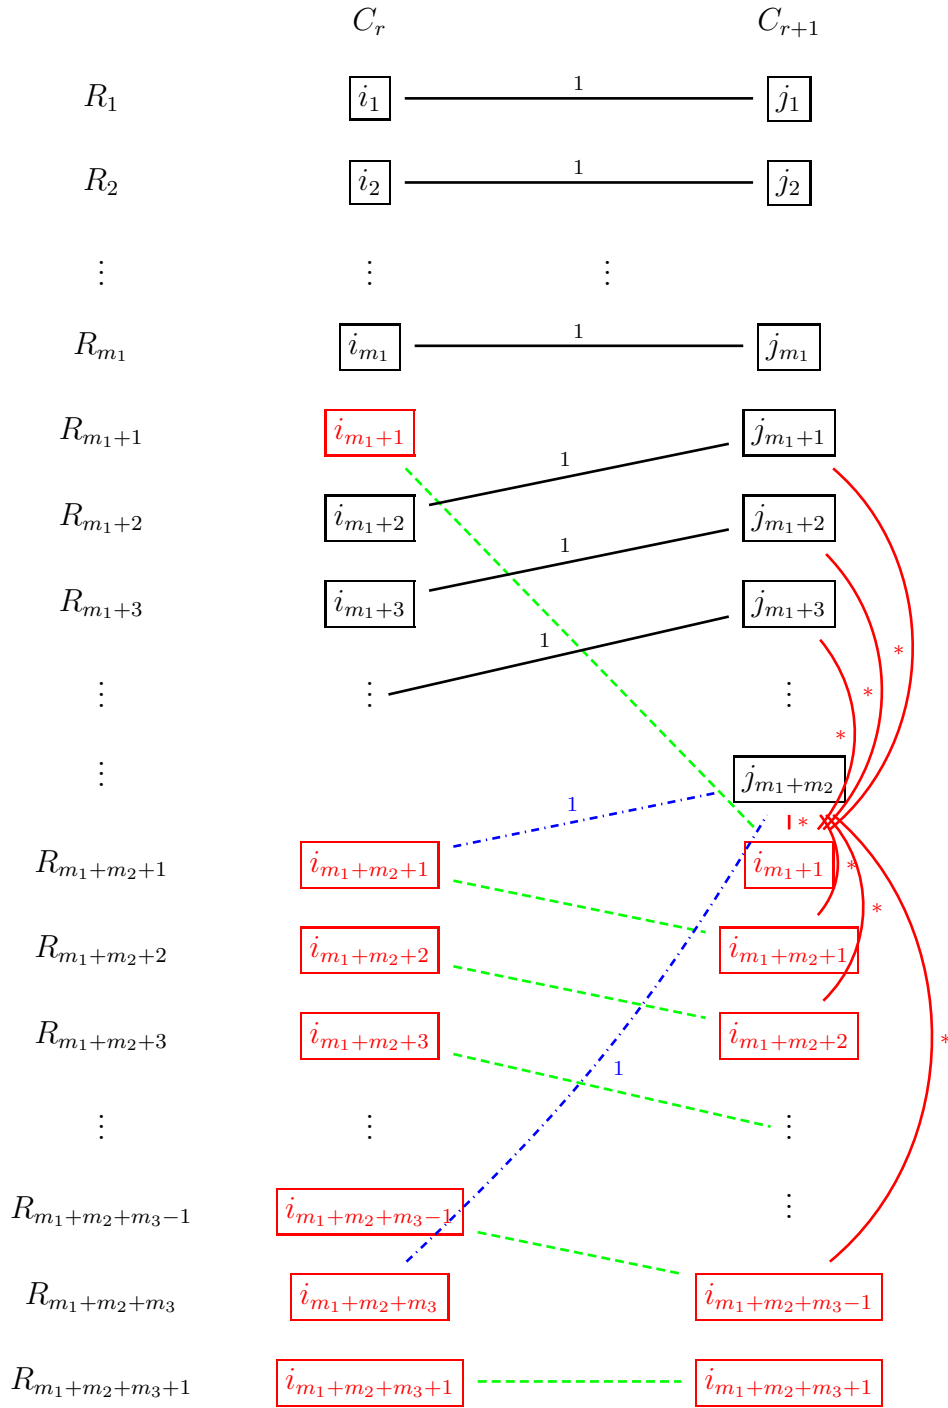 C_r C_{r+1}
R_1 i_1 1 j_1
R_2 i_2 1 j_2
⋮ ⋮ ⋮
R_{m_1} i_{m_1} 1 j_{m_1}
R_{m_1+1} i_{m_1+1} j_{m_1+1}
1
R_{m_1+2} i_{m_1+2} j_{m_1+2}
1
R_{m_1+3} i_{m_1+3} j_{m_1+3}
1 *
⋮ ⋮ ⋮ *
*
⋮ j_{m_1+m_2}
1 *
R_{m_1+m_2+1} i_{m_1+m_2+1} i_{m_1+1} *
*
R_{m_1+m_2+2} i_{m_1+m_2+2} i_{m_1+m_2+1}
R_{m_1+m_2+3} i_{m_1+m_2+3} i_{m_1+m_2+2} *
1
⋮ ⋮ ⋮
R_{m_1+m_2+m_3-1} i_{m_1+m_2+m_3-1} ⋮
R_{m_1+m_2+m_3} i_{m_1+m_2+m_3} i_{m_1+m_2+m_3-1}
R_{m_1+m_2+m_3+1} i_{m_1+m_2+m_3+1} i_{m_1+m_2+m_3+1}